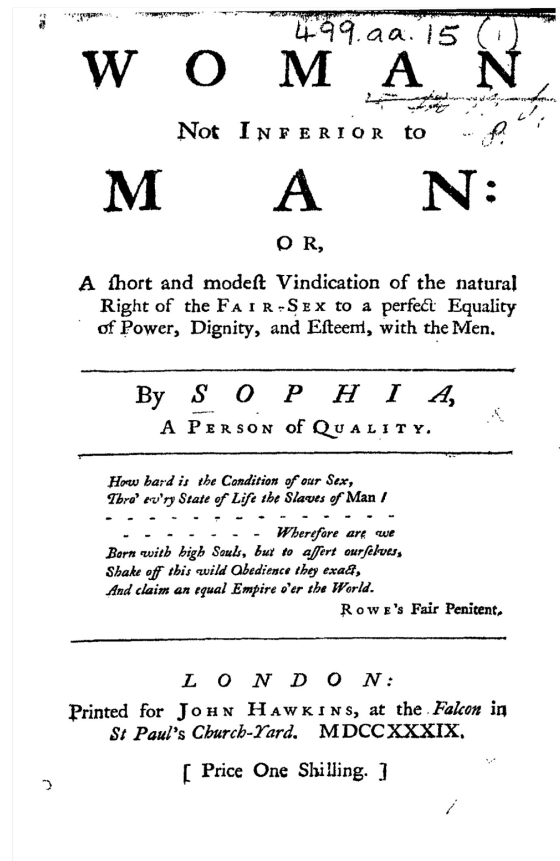 499.aa.15 (1)
WOMAN
Not INFERIOR to
MAN:
OR,
A ſhort and modeſt Vindication of the natural
Right of the FAIR-SEX to a perfect Equality
of Power, Dignity, and Eſteem, with the Men.
By SOPHIA,
A PERSON of QUALITY.
How hard is the Condition of our Sex,
Thro' ev'ry State of Life the Slaves of Man!
- - - - - - - - - - - - - -
- - - - - - - Wherefore are we
Born with high Souls, but to aſſert ourſelves,
Shake off this wild Obedience they exact,
And claim an equal Empire o'er the World.
ROWE's Fair Penitent.
LONDON:
Printed for JOHN HAWKINS, at the Falcon in
St Paul's Church-Yard. MDCCXXXIX.
[ Price One Shilling. ]